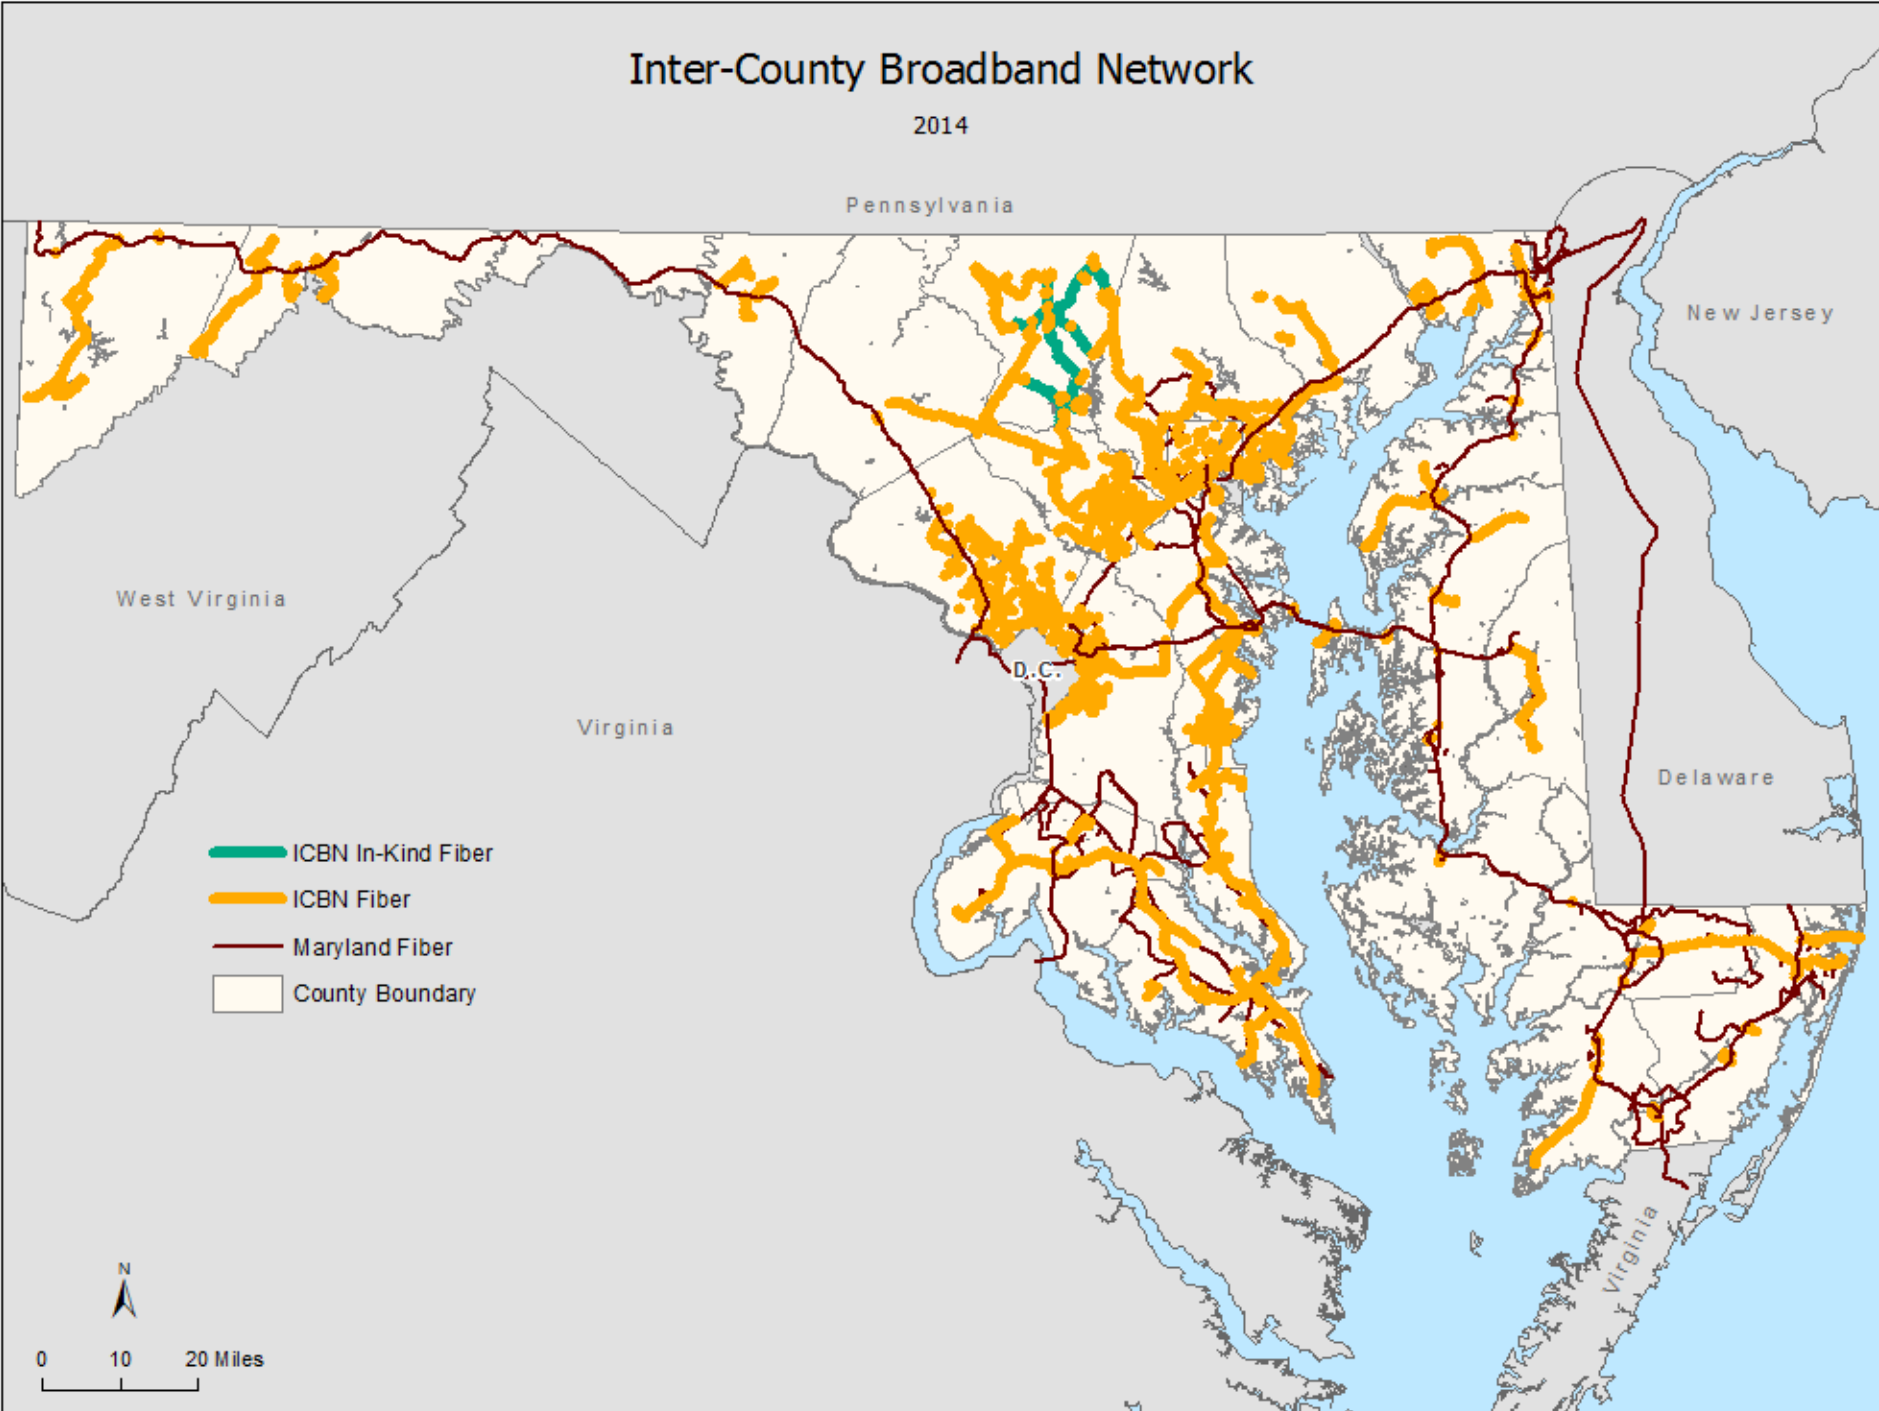 Inter-County Broadband Network
2014
Pennsylvania
New Jersey
West Virginia
D.C.
Virginia
Delaware
ICBN In-Kind Fiber
ICBN Fiber
Maryland Fiber
County Boundary
Virginia
N
0 10 20 Miles